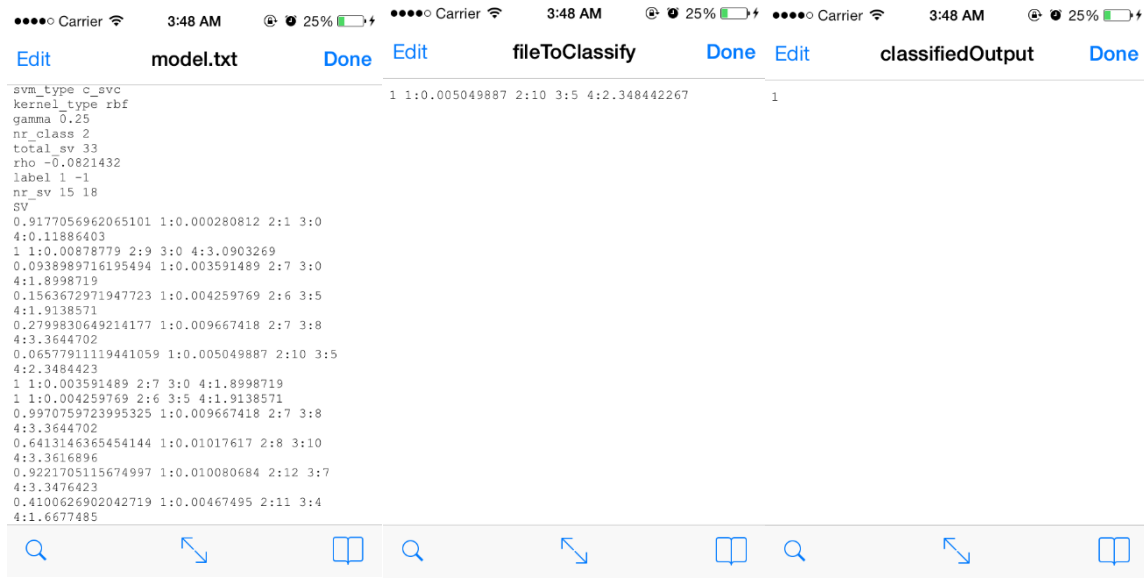 Carrier 3:48 AM 25%
Edit model.txt Done
svm_type c_svc
kernel_type rbf
gamma 0.25
nr_class 2
total_sv 33
rho -0.0821432
label 1 -1
nr_sv 15 18
SV
0.9177056962065101 1:0.000280812 2:1 3:0
4:0.11886403
1 1:0.00878779 2:9 3:0 4:3.0903269
0.0938989716195494 1:0.003591489 2:7 3:0
4:1.8998719
0.1563672971947723 1:0.004259769 2:6 3:5
4:1.9138571
0.2799830649214177 1:0.009667418 2:7 3:8
4:3.3644702
0.06577911119441059 1:0.005049887 2:10 3:5
4:2.3484423
1 1:0.003591489 2:7 3:0 4:1.8998719
1 1:0.004259769 2:6 3:5 4:1.9138571
0.9970759723995325 1:0.009667418 2:7 3:8
4:3.3644702
0.6413146365454144 1:0.01017617 2:8 3:10
4:3.3616896
0.9221705115674997 1:0.010080684 2:12 3:7
4:3.3476423
0.4100626902042719 1:0.00467495 2:11 3:4
4:1.6677485
Carrier 3:48 AM 25%
Edit fileToClassify Done
1 1:0.005049887 2:10 3:5 4:2.348442267
Carrier 3:48 AM 25%
Edit classifiedOutput Done
1